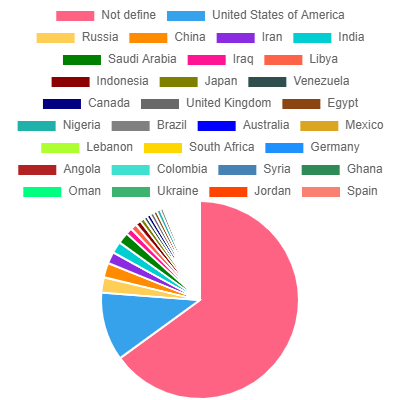 Not define United States of America
Russia China Iran India
Saudi Arabia Iraq Libya
Indonesia Japan Venezuela
Canada United Kingdom Egypt
Nigeria Brazil Australia Mexico
Lebanon South Africa Germany
Angola Colombia Syria Ghana
Oman Ukraine Jordan Spain